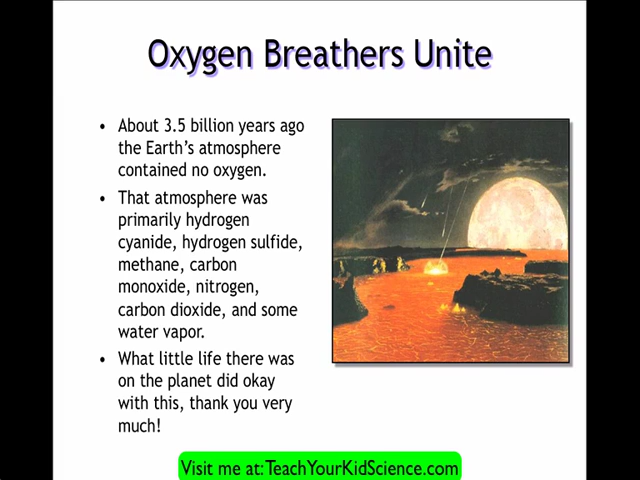 Oxygen Breathers Unite
• About 3.5 billion years ago
the Earth's atmosphere
contained no oxygen.
• That atmosphere was
primarily hydrogen
cyanide, hydrogen sulfide,
methane, carbon
monoxide, nitrogen,
carbon dioxide, and some
water vapor.
• What little life there was
on the planet did okay
with this, thank you very
much!
Visit me at: TeachYourKidScience.com